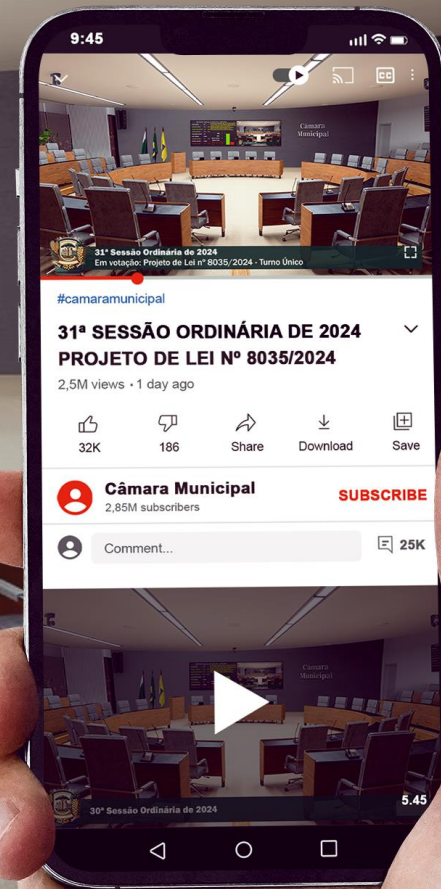 9:45
CC
Câmara
Municipal
31ª Sessão Ordinária de 2024
Em votação: Projeto de Lei nº 8035/2024 - Turno Único
#camaramunicipal
31ª SESSÃO ORDINÁRIA DE 2024
PROJETO DE LEI Nº 8035/2024
2,5M views • 1 day ago
32K
186
Share
Download
Save
Câmara Municipal
2,85M subscribers
SUBSCRIBE
Comment...
25K
Câmara
Municipal
5.45
30ª Sessão Ordinária de 2024